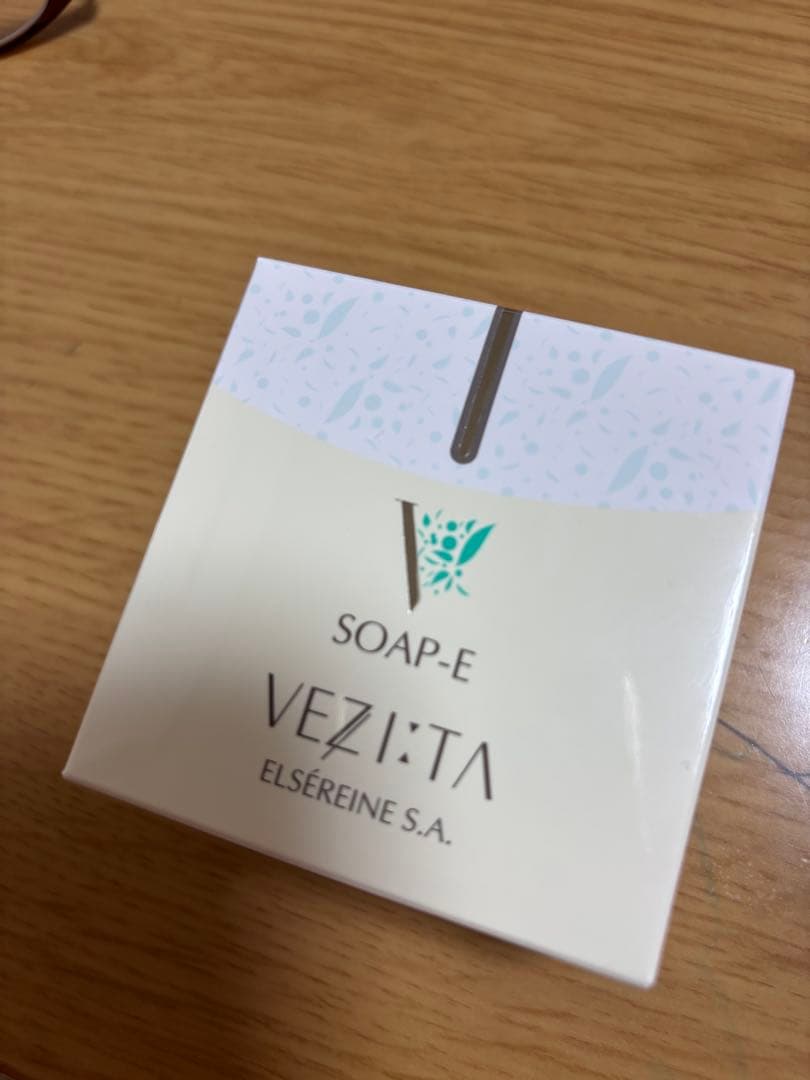 V
SOAP-E
VEZI:TA
ELSÉREINE S.A.